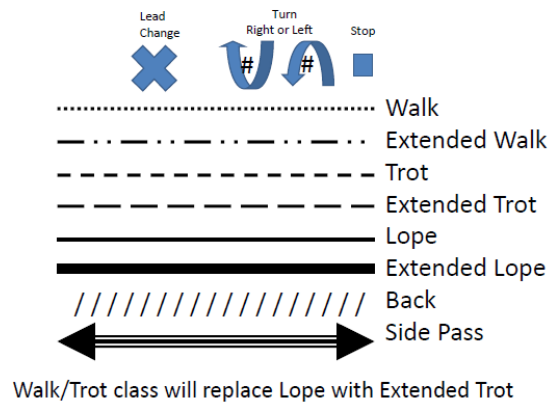 Lead
Change
Turn
Right or Left
Stop
# #
Walk
Extended Walk
Trot
Extended Trot
Lope
Extended Lope
Back
Side Pass
Walk/Trot class will replace Lope with Extended Trot